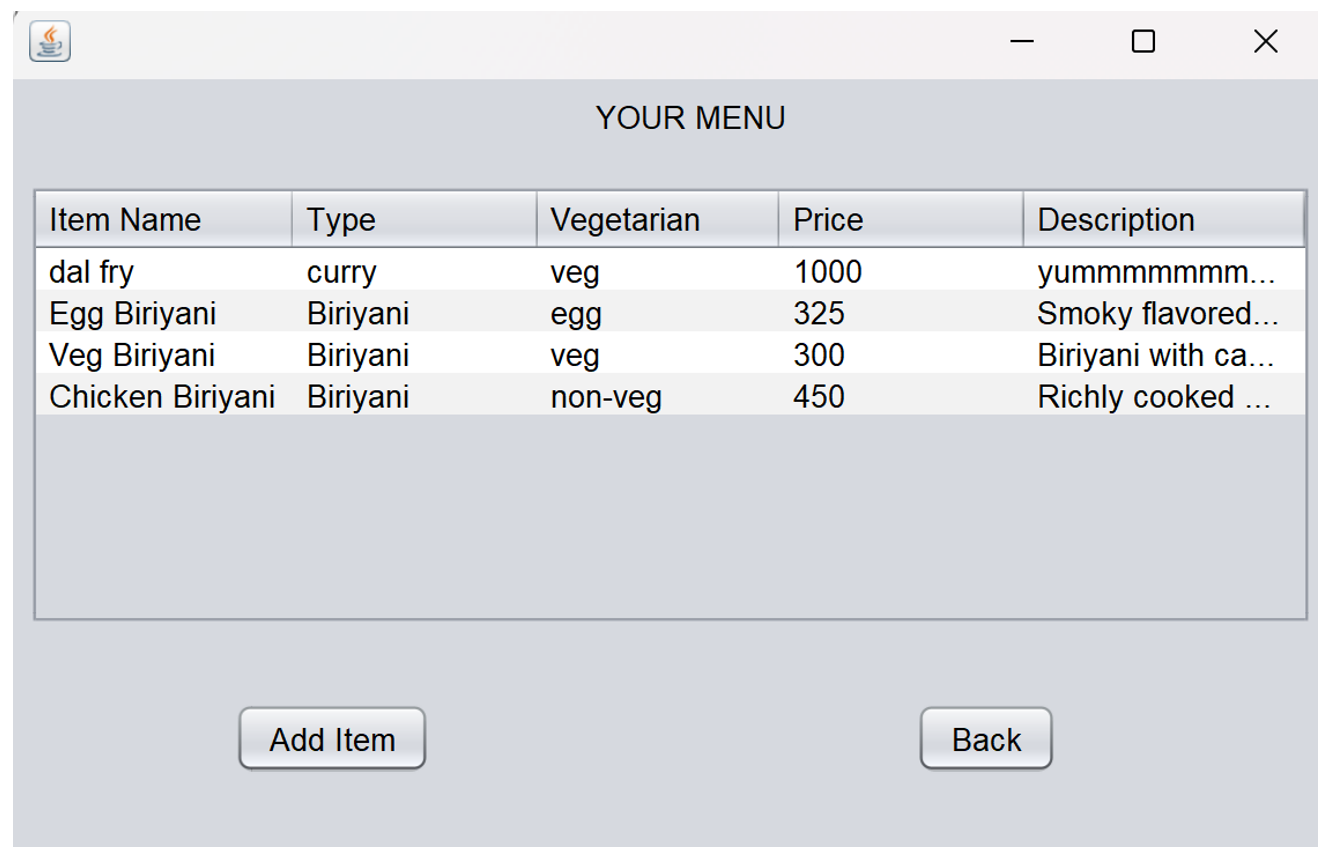 YOUR MENU
Item Name Type Vegetarian Price Description
dal fry curry veg 1000 yummmmmmm...
Egg Biriyani Biriyani egg 325 Smoky flavored...
Veg Biriyani Biriyani veg 300 Biriyani with ca...
Chicken Biriyani Biriyani non-veg 450 Richly cooked ...
Add Item Back